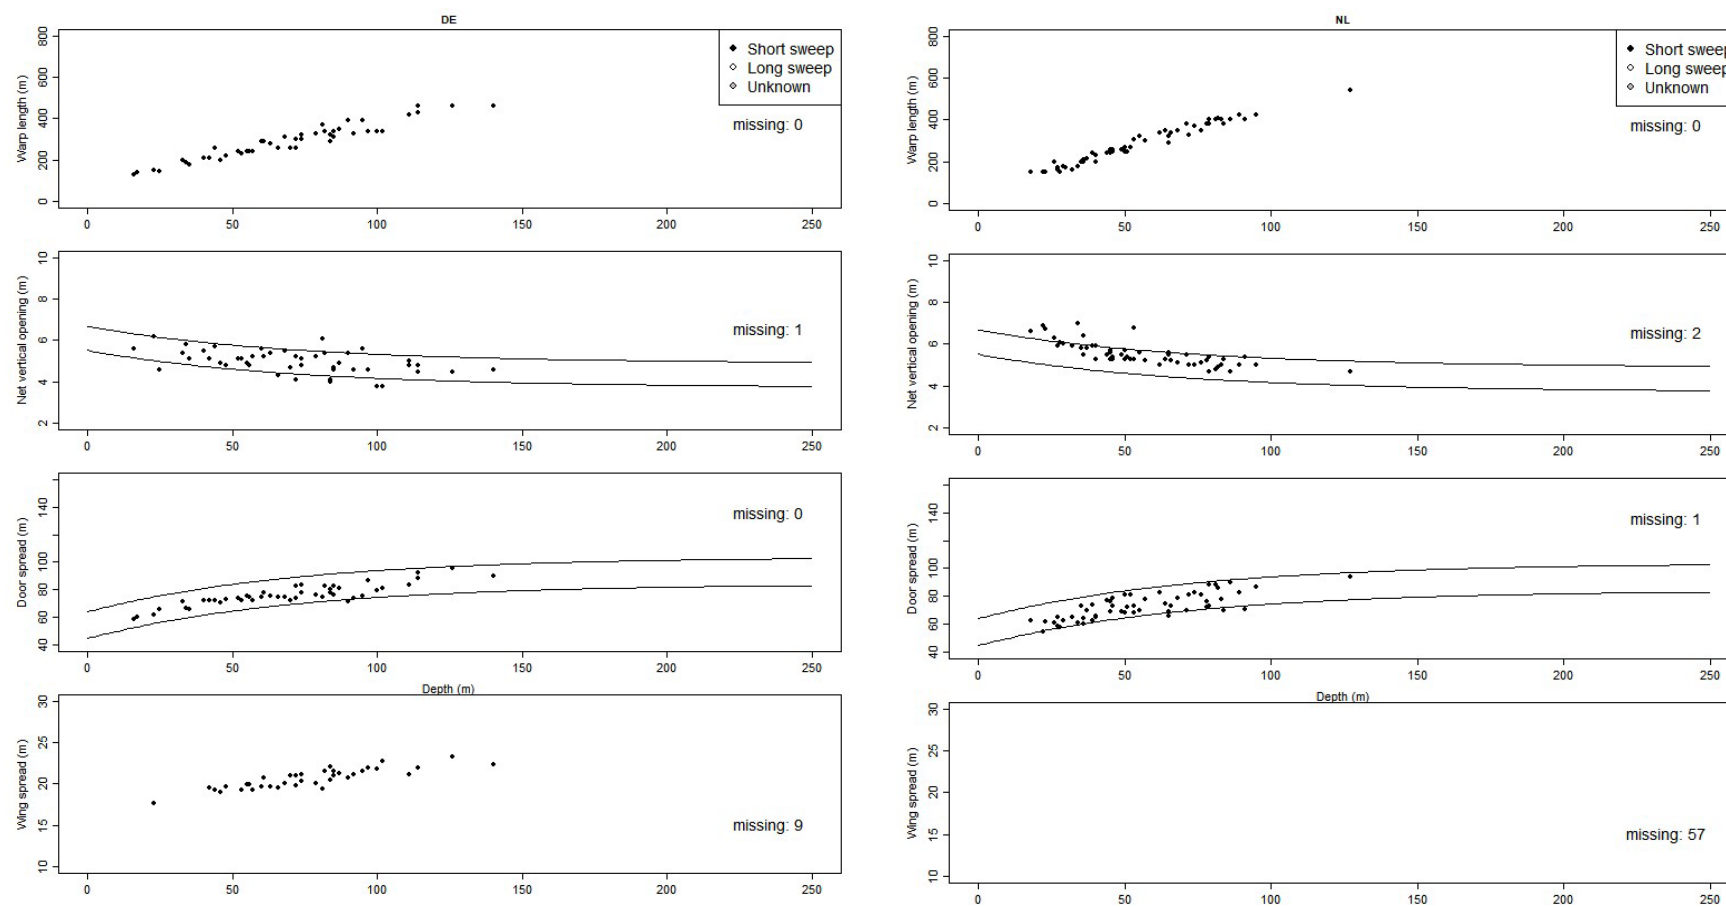 DE
Warp length (m)
0 200 400 600 800
Short sweep
Long sweep
Unknown
missing: 0
0 50 100 150 200 250
Net vertical opening (m)
2 4 6 8 10
missing: 1
0 50 100 150 200 250
Door spread (m)
40 60 80 100 140
missing: 0
0 50 100 150 200 250
Depth (m)
Wing spread (m)
10 15 20 25 30
missing: 9
0 50 100 150 200 250
NL
Warp length (m)
0 200 400 600 800
Short sweep
Long sweep
Unknown
missing: 0
0 50 100 150 200 250
Net vertical opening (m)
2 4 6 8 10
missing: 2
0 50 100 150 200 250
Door spread (m)
40 60 80 100 140
missing: 1
0 50 100 150 200 250
Depth (m)
Wing spread (m)
10 15 20 25 30
missing: 57
0 50 100 150 200 250